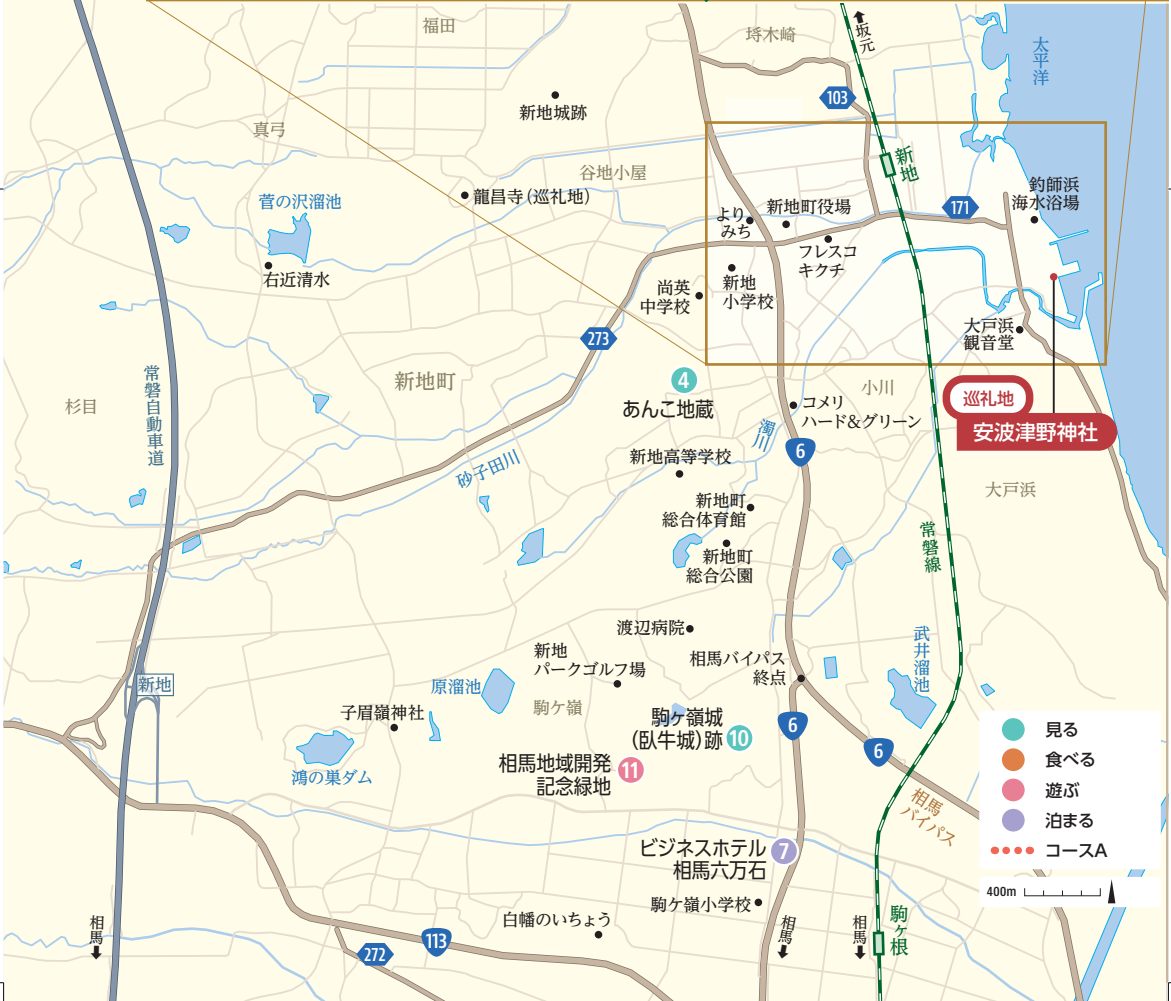 福田
埓木崎
坂元
太平洋
103
新地城跡
真弓
谷地小屋
新地
龍昌寺(巡礼地)
釣師浜
海水浴場
菅の沢溜池
171
より
みち
新地町役場
フレスコ
キクチ
右近清水
尚英
中学校
新地
小学校
大戸浜
観音堂
273
常磐自動車道
杉目
新地町
4
あんこ地蔵
小川
コメリ
ハード&グリーン
巡礼地
安波津野神社
濁川
6
新地高等学校
砂子田川
大戸浜
新地町
総合体育館
常磐線
新地町
総合公園
渡辺病院
武井溜池
新地
パークゴルフ場
相馬バイパス
終点
新地
原溜池
駒ケ嶺
子眉嶺神社
駒ケ嶺城
(臥牛城)跡
10
6
6
見る
食べる
遊ぶ
泊まる
コースA
相馬地域開発
記念緑地
11
鴻の巣ダム
相馬
バイパス
ビジネスホテル
相馬六万石
7
400m
駒ケ嶺小学校
白幡のいちょう
相馬
272
113
相馬
相馬
駒ヶ根